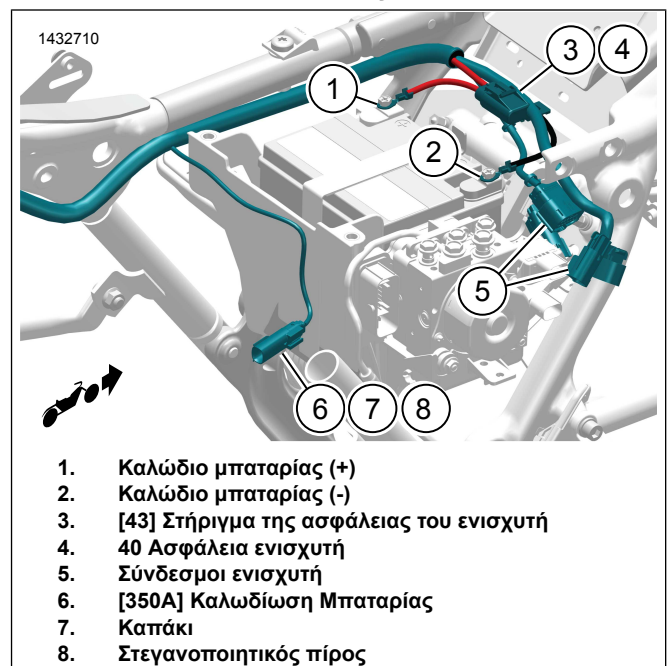 1432710
3 4
1
2
+
5
6 7 8
1. Καλώδιο μπαταρίας (+)
2. Καλώδιο μπαταρίας (-)
3. [43] Στήριγμα της ασφάλειας του ενισχυτή
4. 40 Ασφάλεια ενισχυτή
5. Σύνδεσμοι ενισχυτή
6. [350A] Καλωδίωση Μπαταρίας
7. Καπάκι
8. Στεγανοποιητικός πίρος